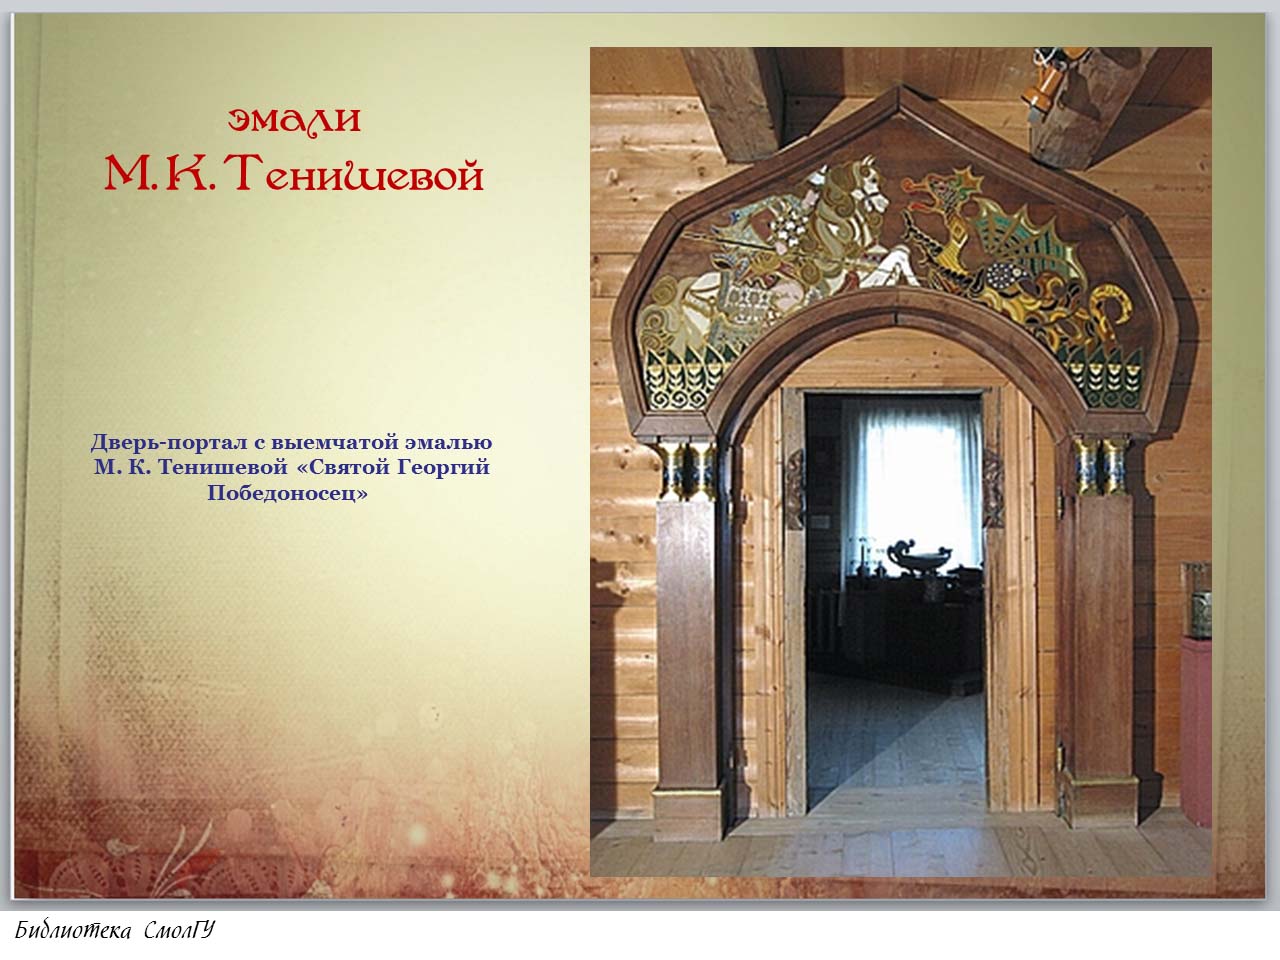 эмали
М. К. Тенишевой
Дверь-портал с выемчатой эмалью
М. К. Тенишевой «Святой Георгий
Победоносец»
Библиотека СмолГУ